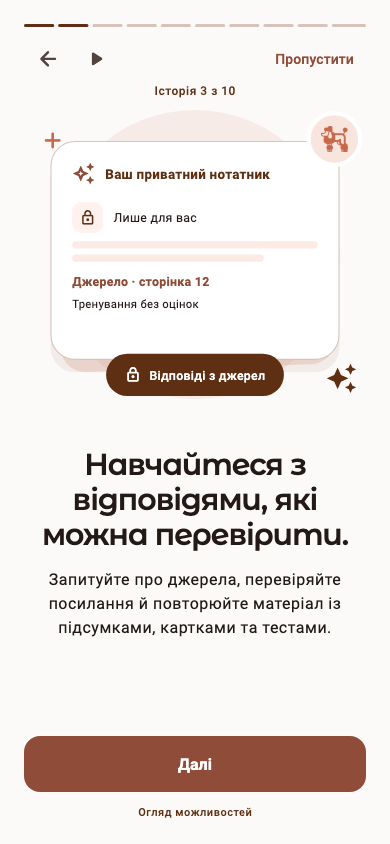 Пропустити
Історія 3 з 10
Ваш приватний нотатник
Лише для вас
Джерело · сторінка 12
Тренування без оцінок
Відповіді з джерел
Навчайтеся з
відповідями, які
можна перевірити.
Запитуйте про джерела, перевіряйте
посилання й повторюйте матеріал із
підсумками, картками та тестами.
Далі
Огляд можливостей